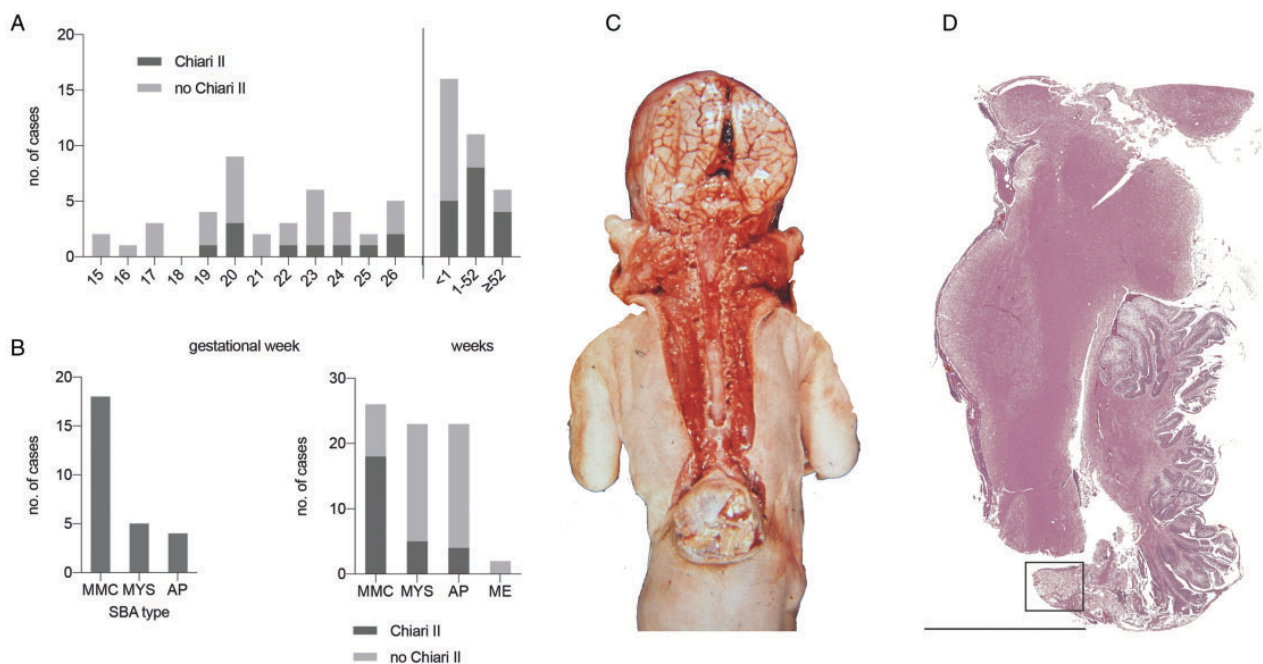 A
20
15
10
5
0
no. of cases
Chiari II
no Chiari II
15 16 17 18 19 20 21 22 23 24 25 26 <1 1-52 ≥52
gestational week weeks
B
20
15
10
5
0
no. of cases
MMC MYS AP
SBA type
30
20
10
0
no. of cases
MMC MYS AP ME
Chiari II
no Chiari II
C
D